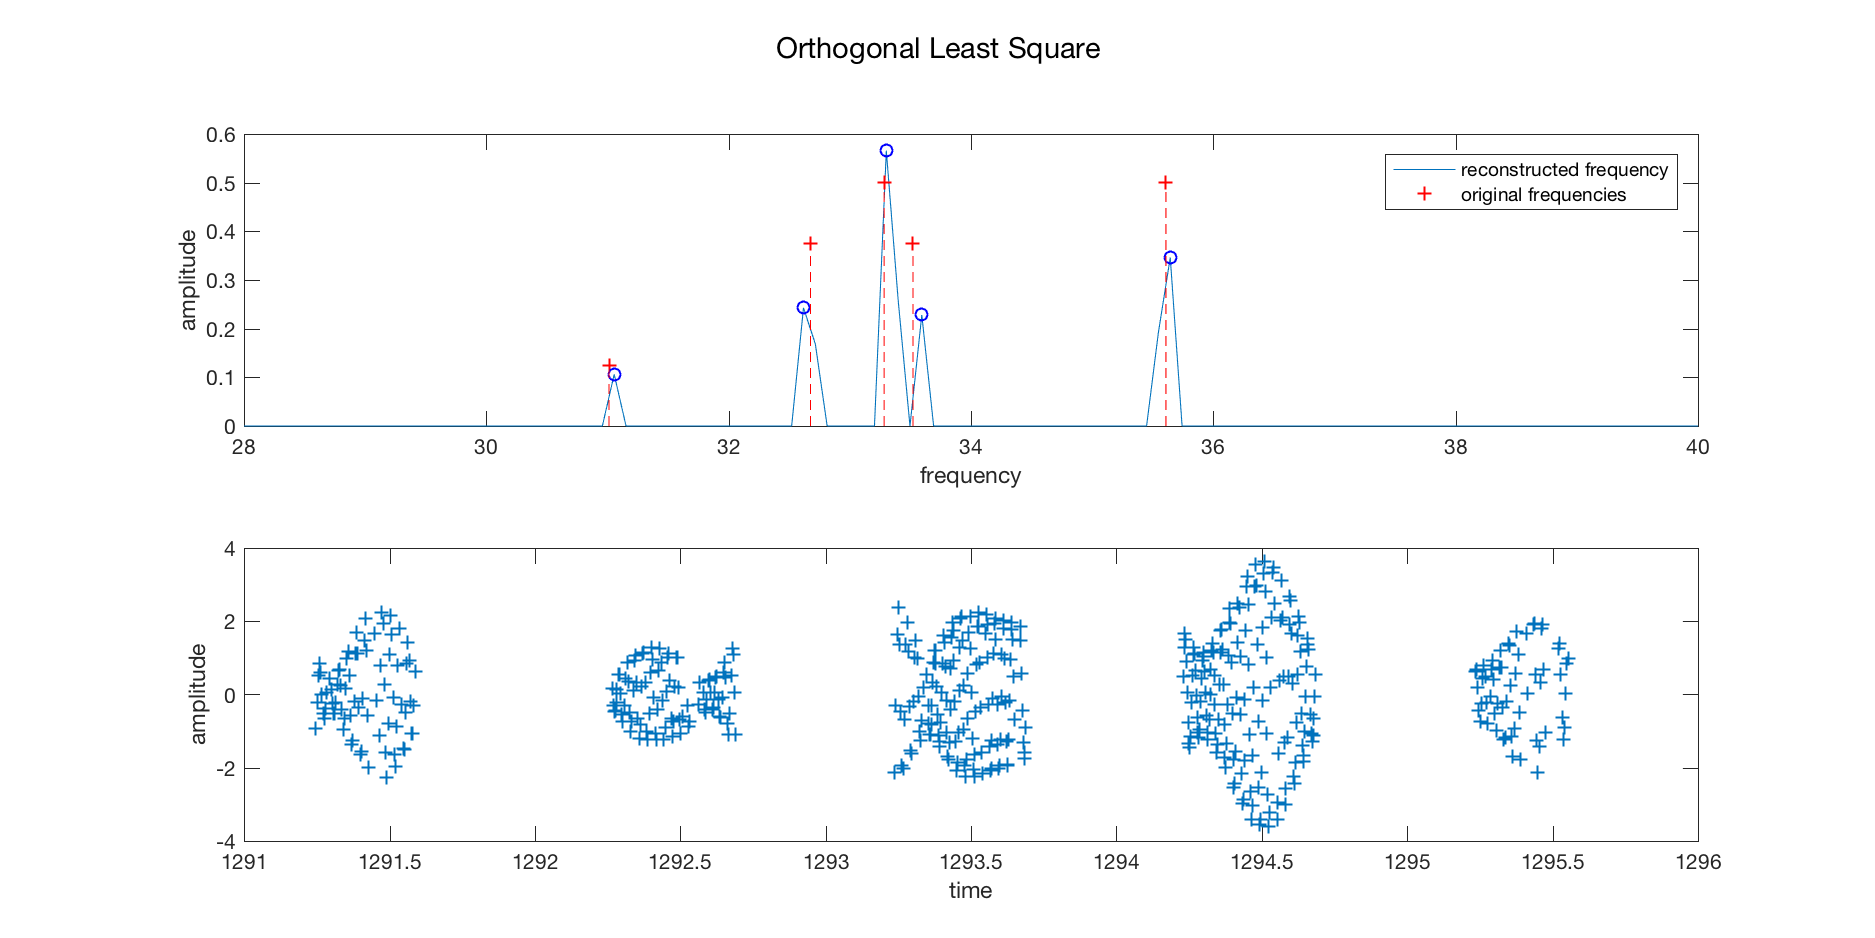 Orthogonal Least Square
0.6
0.5
0.4
0.3
0.2
0.1
0
amplitude
reconstructed frequency
original frequencies
28 30 32 34 36 38 40
frequency
4
2
0
-2
-4
amplitude
1291 1291.5 1292 1292.5 1293 1293.5 1294 1294.5 1295 1295.5 1296
time